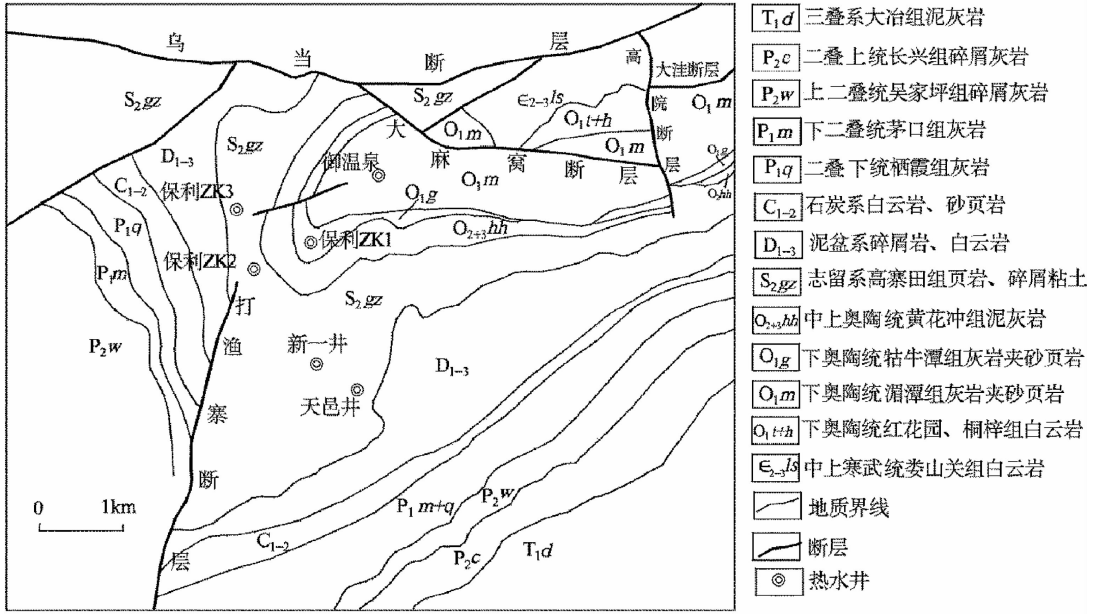 乌当断层
高院断层
大洼断层
大麻窝断层
打渔寨断层
S₂gz
S₂gz
S₂gz
S₂gz
∈₂₋₃ls
O₁t+h
O₁m
O₁m
O₁m
O₁m
O₁g
O₁g
O₂₊₃hh
O₂hh
D₁₋₃
D₁₋₃
C₁₋₂
C₁₋₂
P₁q
P₁m
P₂w
P₁m+q
P₂w
P₂c
T₁d
御温泉
保利ZK3
保利ZK1
保利ZK2
新一井
天邑井
0 1km
T₁d 三叠系大冶组泥灰岩
P₂c 二叠上统长兴组碎屑灰岩
P₂w 上二叠统吴家坪组碎屑灰岩
P₁m 下二叠统茅口组灰岩
P₁q 二叠下统栖霞组灰岩
C₁₋₂ 石炭系白云岩、砂页岩
D₁₋₃ 泥盆系碎屑岩、白云岩
S₂gz 志留系高寨田组页岩、碎屑粘土
O₂₊₃hh 中上奥陶统黄花冲组泥灰岩
O₁g 下奥陶统牯牛潭组灰岩夹砂页岩
O₁m 下奥陶统湄潭组灰岩夹砂页岩
O₁t+h 下奥陶统红花园、桐梓组白云岩
∈₂₋₃ls 中上寒武统娄山关组白云岩
地质界线
断层
热水井